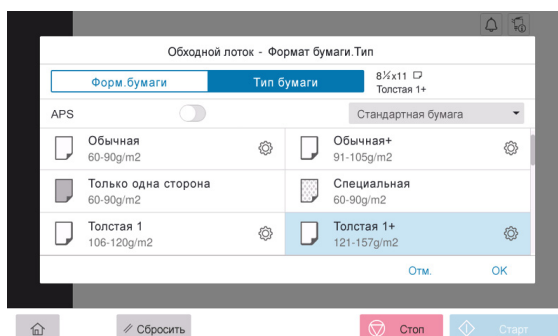 Обходной лоток - Формат бумаги.Тип
Форм.бумаги
Тип бумаги
8½x11
Толстая 1+
APS
Стандартная бумага
Обычная
60-90g/m2
Обычная+
91-105g/m2
Только одна сторона
60-90g/m2
Специальная
60-90g/m2
Толстая 1
106-120g/m2
Толстая 1+
121-157g/m2
Отм.
OK
Сбросить
Стоп
Старт